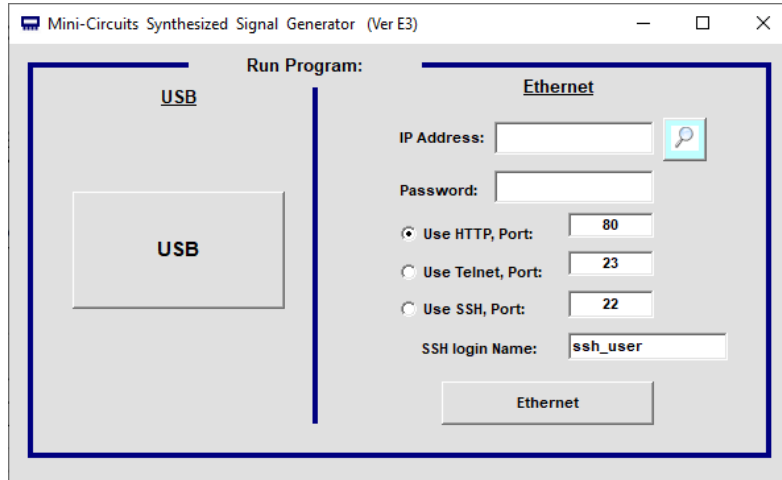 Mini-Circuits Synthesized Signal Generator (Ver E3)
Run Program:
USB
USB
Ethernet
IP Address:
Password:
Use HTTP, Port: 80
Use Telnet, Port: 23
Use SSH, Port: 22
SSH login Name: ssh_user
Ethernet